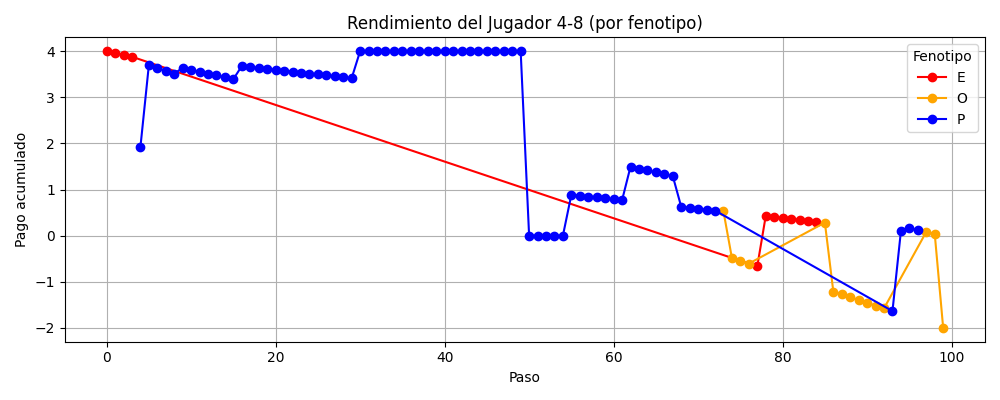 Rendimiento del Jugador 4-8 (por fenotipo)
Pago acumulado
4
3
2
1
0
−1
−2
Fenotipo
E
O
P
0
20
40
60
80
100
Paso